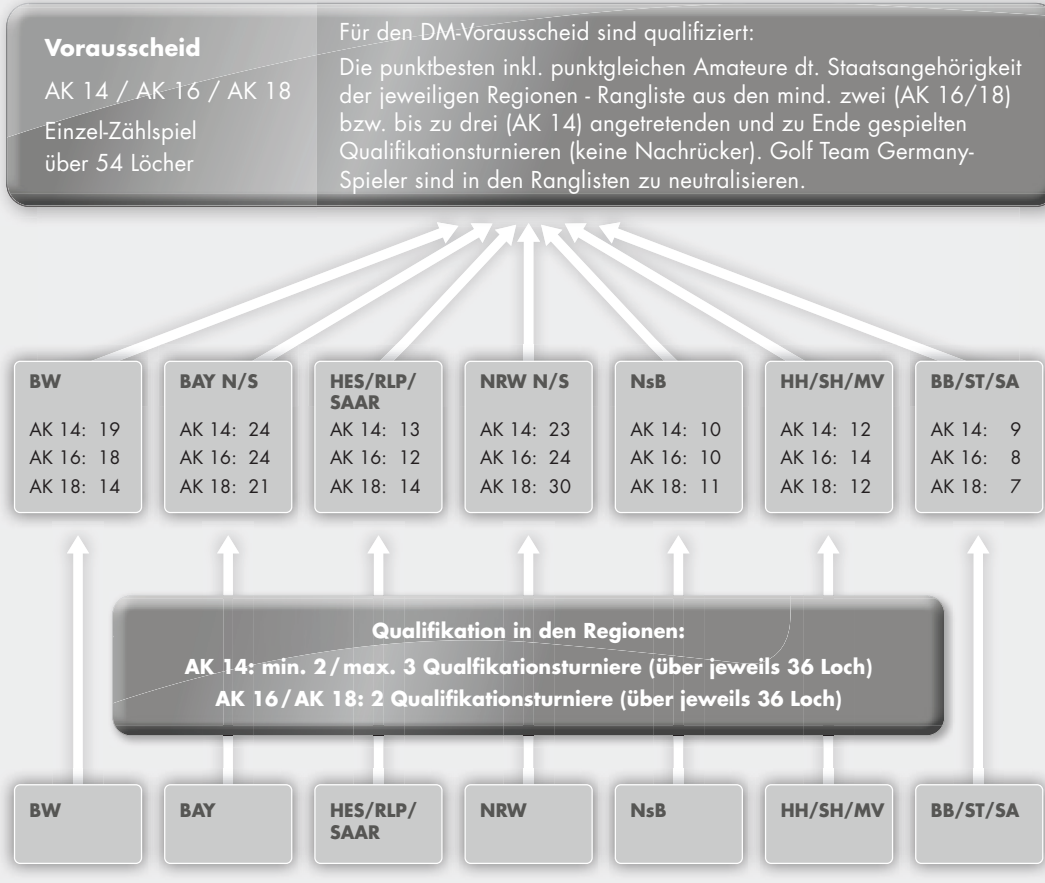 Vorausscheid
AK 14 / AK 16 / AK 18
Einzel-Zählspiel
über 54 Löcher
Für den DM-Vorausscheid sind qualifiziert:
Die punktbesten inkl. punktgleichen Amateure dt. Staatsangehörigkeit
der jeweiligen Regionen - Rangliste aus den mind. zwei (AK 16/18)
bzw. bis zu drei (AK 14) angetretenden und zu Ende gespielten
Qualifikationsturnieren (keine Nachrücker). Golf Team Germany-
Spieler sind in den Ranglisten zu neutralisieren.
BW
AK 14: 19
AK 16: 18
AK 18: 14
BAY N/S
AK 14: 24
AK 16: 24
AK 18: 21
HES/RLP/
SAAR
AK 14: 13
AK 16: 12
AK 18: 14
NRW N/S
AK 14: 23
AK 16: 24
AK 18: 30
NsB
AK 14: 10
AK 16: 10
AK 18: 11
HH/SH/MV
AK 14: 12
AK 16: 14
AK 18: 12
BB/ST/SA
AK 14: 9
AK 16: 8
AK 18: 7
Qualifikation in den Regionen:
AK 14: min. 2/max. 3 Qualfikationsturniere (über jeweils 36 Loch)
AK 16/AK 18: 2 Qualifikationsturniere (über jeweils 36 Loch)
BW
BAY
HES/RLP/
SAAR
NRW
NsB
HH/SH/MV
BB/ST/SA